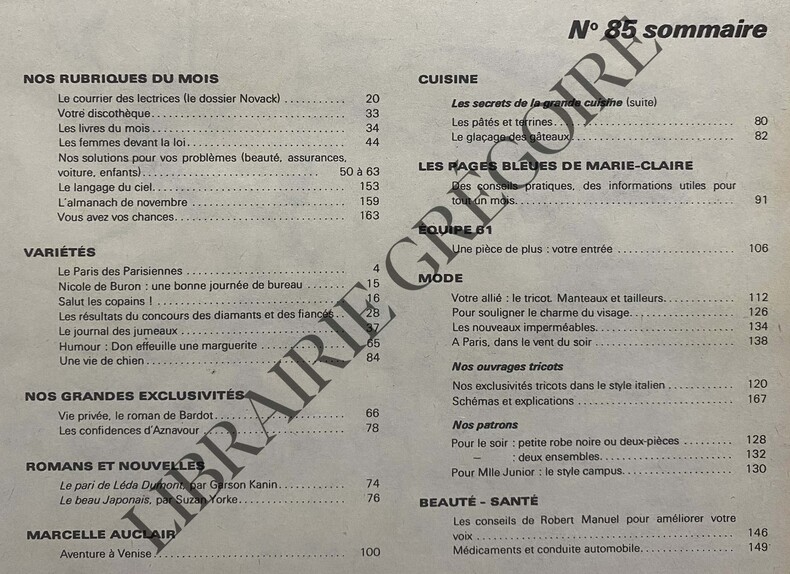 Nº 85 sommaire
NOS RUBRIQUES DU MOIS
Le courrier des lectrices (le dossier Novack) .......... 20
Votre discothèque.......... 33
Les livres du mois.......... 34
Les femmes devant la loi.......... 44
Nos solutions pour vos problèmes (beauté, assurances,
voiture, enfants).......... 50 à 63
Le langage du ciel.......... 153
L'almanach de novembre .......... 159
Vous avez vos chances.......... 163
VARIÉTÉS
Le Paris des Parisiennes .......... 4
Nicole de Buron : une bonne journée de bureau .......... 15
Salut les copains ! .......... 16
Les résultats du concours des diamants et des fiancés.. 28
Le journal des jumeaux .......... 37
Humour : Don effeuille une marguerite .......... 65
Une vie de chien.......... 84
NOS GRANDES EXCLUSIVITÉS
Vie privée, le roman de Bardot.......... 66
Les confidences d'Aznavour .......... 78
ROMANS ET NOUVELLES
Le pari de Léda Dumont, par Garson Kanin.......... 74
Le beau Japonais, par Suzan Yorke.......... 76
MARCELLE AUCLAIR
Aventure à Venise.......... 100
CUISINE
Les secrets de la grande cuisine (suite)
Les pâtés et terrines.......... 80
Le glaçage des gâteaux.......... 82
LES PAGES BLEUES DE MARIE-CLAIRE
Des conseils pratiques, des informations utiles pour
tout un mois.......... 91
ÉQUIPE 61
Une pièce de plus : votre entrée .......... 106
MODE
Votre allié : le tricot. Manteaux et tailleurs.......... 112
Pour souligner le charme du visage.......... 126
Les nouveaux imperméables.......... 134
A Paris, dans le vent du soir .......... 138
Nos ouvrages tricots
Nos exclusivités tricots dans le style italien .......... 120
Schémas et explications .......... 167
Nos patrons
Pour le soir : petite robe noire ou deux-pièces .......... 128
— : deux ensembles.......... 132
Pour Mlle Junior : le style campus.......... 130
BEAUTÉ - SANTÉ
Les conseils de Robert Manuel pour améliorer votre
voix .......... 146
Médicaments et conduite automobile.......... 149
LIBRAIRIE GRÉGOIRE